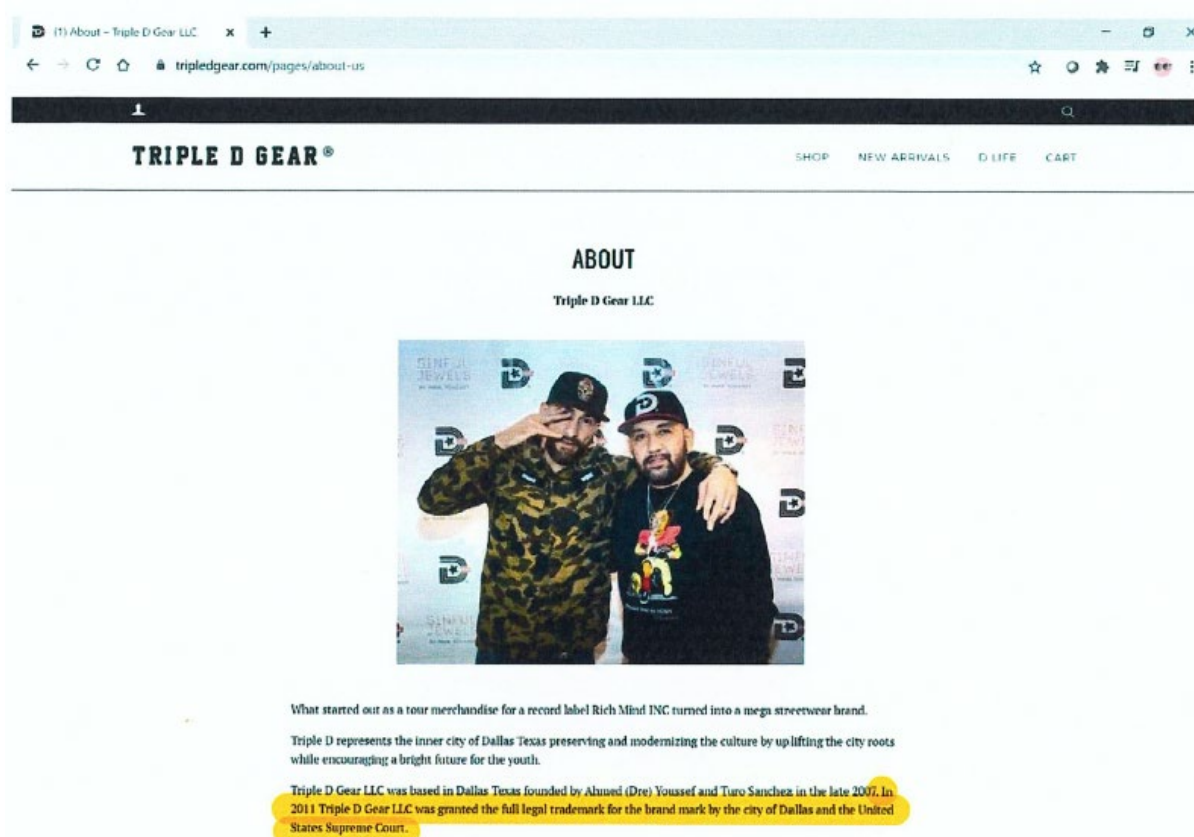 (1) About – Triple D Gear LLC
tripledgear.com/pages/about-us
TRIPLE D GEAR®
SHOP NEW ARRIVALS D LIFE CART
ABOUT
Triple D Gear LLC
SINFUL
JEWELS
D
What started out as a tour merchandise for a record label Rich Mind INC turned into a mega streetwear brand.
Triple D represents the inner city of Dallas Texas preserving and modernizing the culture by uplifting the city roots
while encouraging a bright future for the youth.
Triple D Gear LLC was based in Dallas Texas founded by Ahmed (Dre) Youssef and Turo Sanchez in the late 2007. In
2011 Triple D Gear LLC was granted the full legal trademark for the brand mark by the city of Dallas and the United
States Supreme Court.